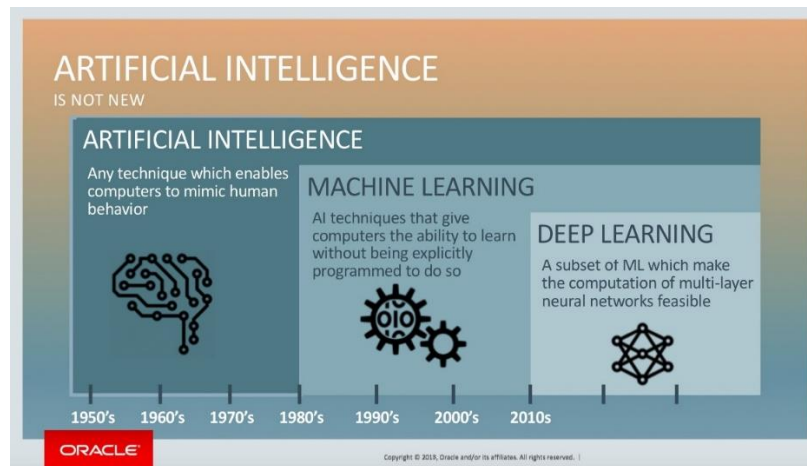 ARTIFICIAL INTELLIGENCE
IS NOT NEW
ARTIFICIAL INTELLIGENCE
Any technique which enables
computers to mimic human
behavior
MACHINE LEARNING
AI techniques that give
computers the ability to learn
without being explicitly
programmed to do so
DEEP LEARNING
A subset of ML which make
the computation of multi-layer
neural networks feasible
1950's 1960's 1970's 1980's 1990's 2000's 2010s
ORACLE
Copyright © 2019, Oracle and/or its affiliates. All rights reserved. |